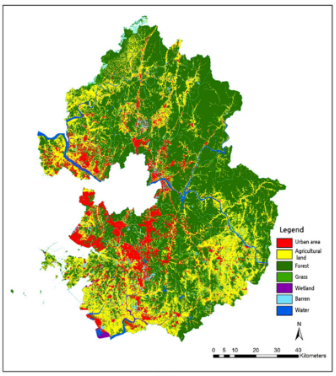 Legend
Urban area
Agricultural
land
Forest
Grass
Wetland
Barren
Water
N
0 5 10 20 30 40
Kilometers